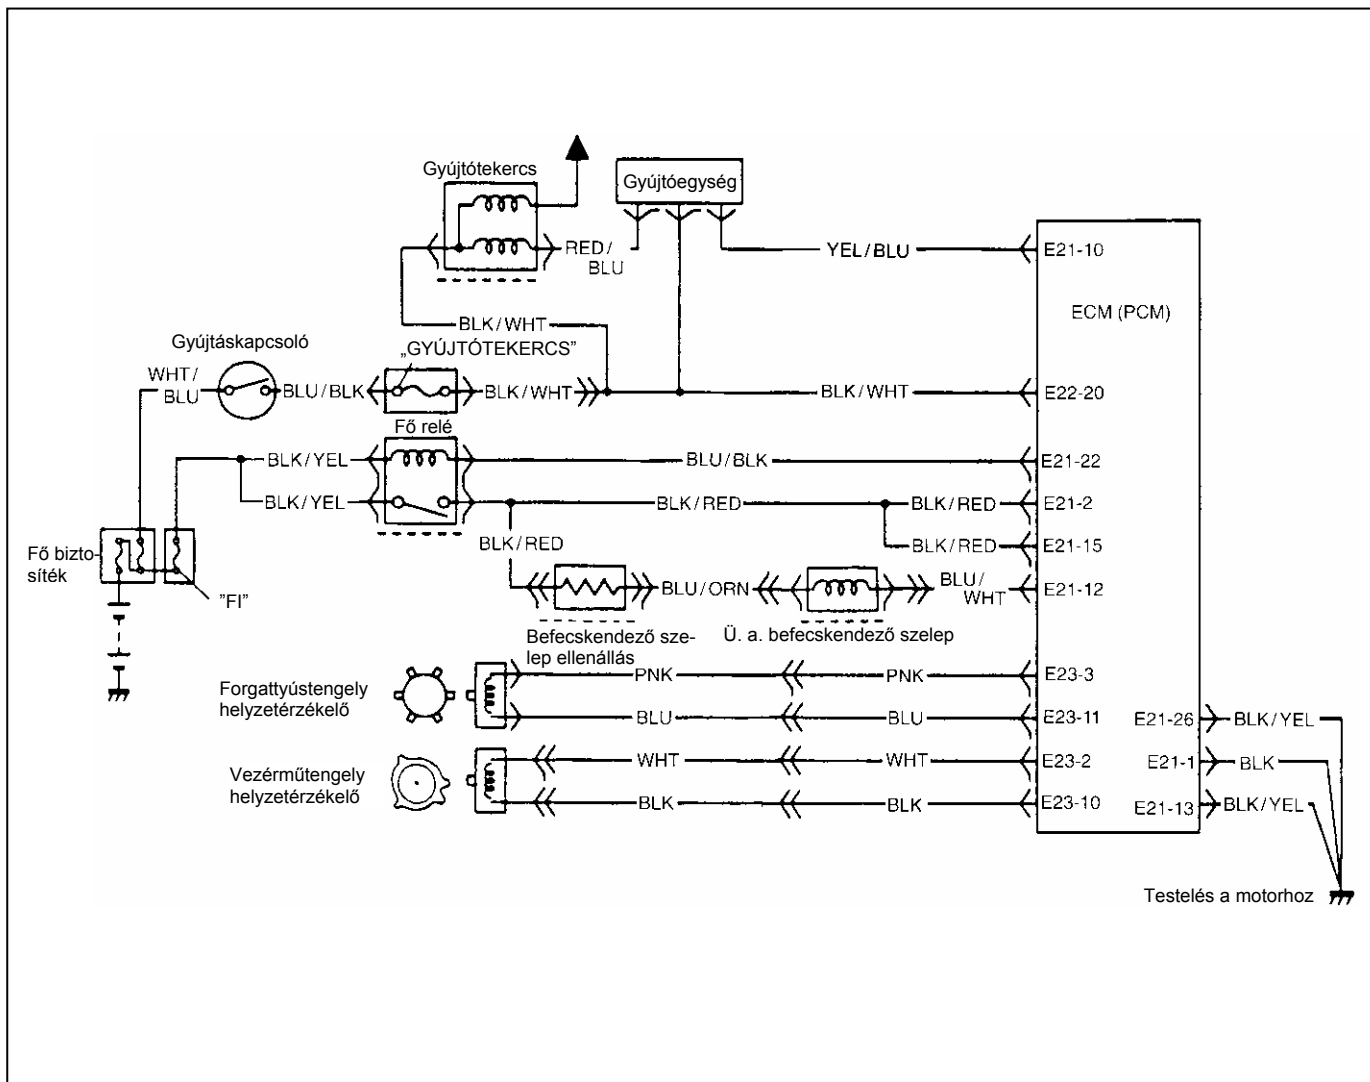 Gyújtótekercs
Gyújtóegység
RED/
BLU
YEL/BLU
E21-10
ECM (PCM)
BLK/WHT
Gyújtáskapcsoló
„GYÚJTÓTEKERCS”
WHT/
BLU
BLU/BLK
BLK/WHT
BLK/WHT
E22-20
Fő relé
BLK/YEL
BLU/BLK
E21-22
BLK/YEL
BLK/RED
BLK/RED
E21-2
BLK/RED
BLK/RED
E21-15
Fő bizto-
síték
"FI"
BLU/ORN
BLU/
WHT
E21-12
Befecskendező sze-
lep ellenállás
Ü. a. befecskendező szelep
Forgattyústengely
helyzetérzékelő
PNK
PNK
E23-3
BLU
BLU
E23-11
E21-26
BLK/YEL
Vezérműtengely
helyzetérzékelő
WHT
WHT
E23-2
E21-1
BLK
BLK
BLK
E23-10
E21-13
BLK/YEL
Testelés a motorhoz